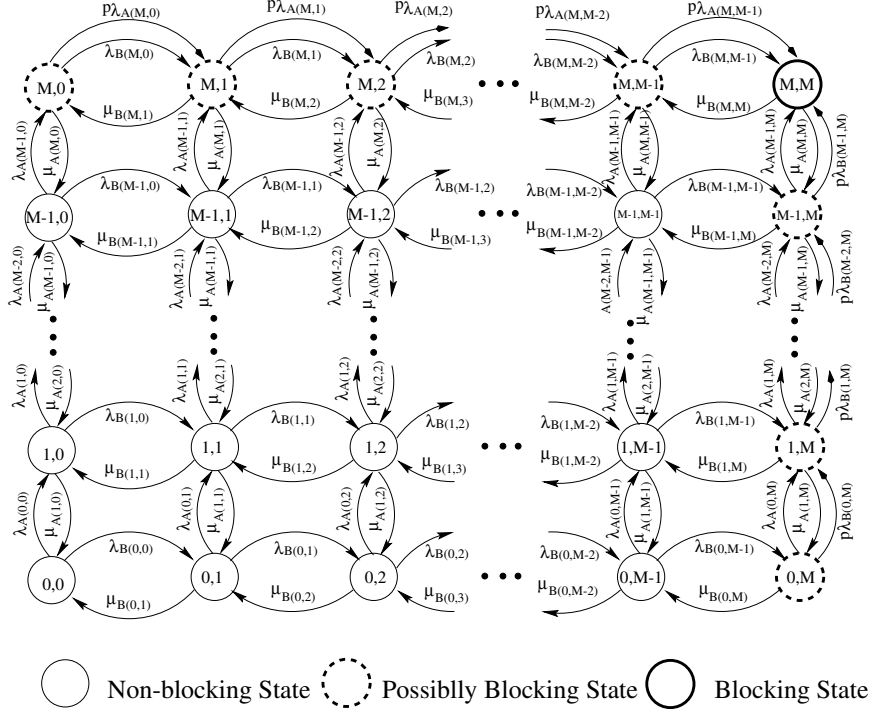 pλA(M,0) pλA(M,1) pλA(M,2) pλA(M,M-2) pλA(M,M-1)
λB(M,0) λB(M,1) λB(M,2) λB(M,M-2) λB(M,M-1)
M,0 M,1 M,2 M,M-1 M,M
μB(M,1) μB(M,2) μB(M,3) μB(M,M-2) μB(M,M)
λA(M-1,0) μA(M,0) λA(M-1,1) μA(M,1) λA(M-1,2) μA(M,2) λA(M-1,M-1) μA(M,M-1) λA(M-1,M) μA(M,M) pλB(M-1,M)
λB(M-1,0) λB(M-1,1) λB(M-1,2) λB(M-1,M-2) λB(M-1,M-1)
M-1,0 M-1,1 M-1,2 M-1,M-1 M-1,M
μB(M-1,1) μB(M-1,2) μB(M-1,3) μB(M-1,M-2) μB(M-1,M)
λA(M-2,0) μA(M-1,0) λA(M-2,1) μA(M-1,1) λA(M-2,2) μA(M-1,2) A(M-2,M-1) μA(M-1,M-1) λA(M-2,M) μA(M-1,M) pλB(M-2,M)
λA(1,0) μA(2,0) λA(1,1) μA(2,1) λA(1,2) μA(2,2) λA(1,M-1) μA(2,M-1) λA(1,M) μA(2,M) pλB(1,M)
λB(1,0) λB(1,1) λB(1,2) λB(1,M-2) λB(1,M-1)
1,0 1,1 1,2 1,M-1 1,M
μB(1,1) μB(1,2) μB(1,3) μB(1,M-2) μB(1,M)
λA(0,0) μA(1,0) λA(0,1) μA(1,1) λA(0,2) μA(1,2) λA(0,M-1) μA(1,M-1) λA(0,M) μA(1,M) pλB(0,M)
λB(0,0) λB(0,1) λB(0,2) λB(0,M-2) λB(0,M-1)
0,0 0,1 0,2 0,M-1 0,M
μB(0,1) μB(0,2) μB(0,3) μB(0,M-2) μB(0,M)
Non-blocking State Possiblly Blocking State Blocking State